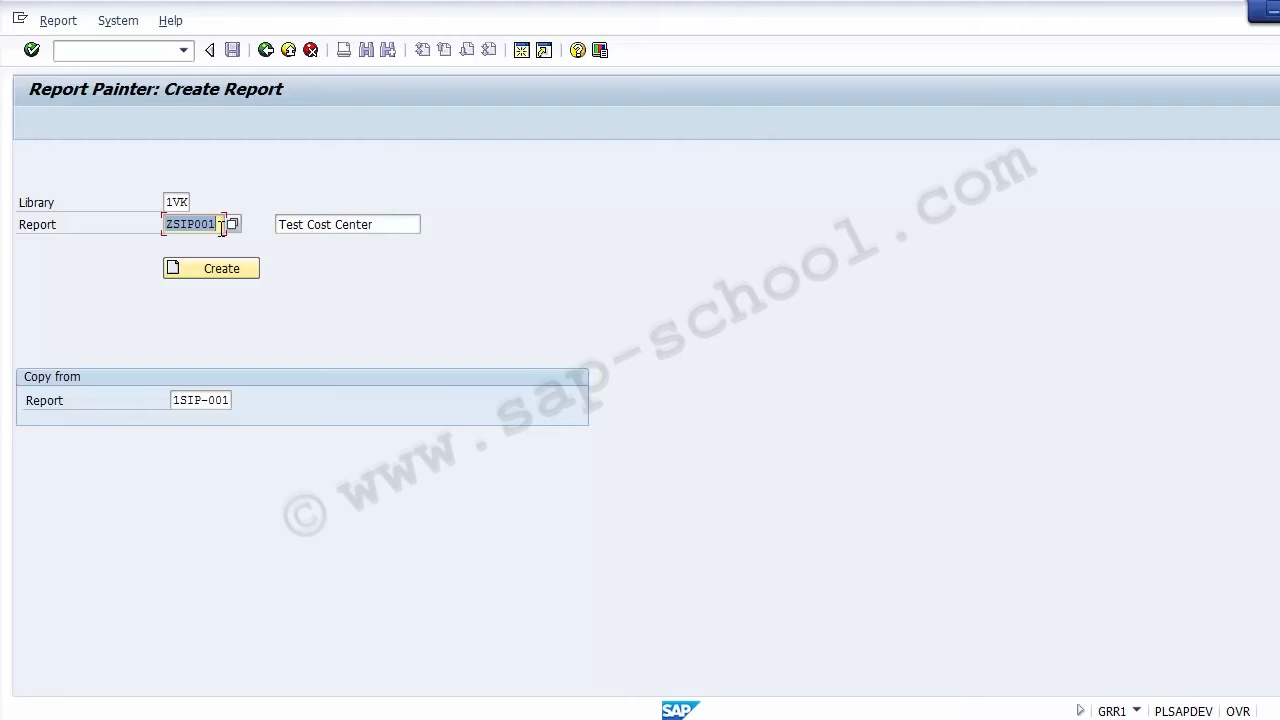 Report System Help
Report Painter: Create Report
Library 1VK
Report ZSIP001 Test Cost Center
Create
Copy from
Report 1SIP-001
© www.sap-school.com
SAP GRR1 PLSAPDEV OVR